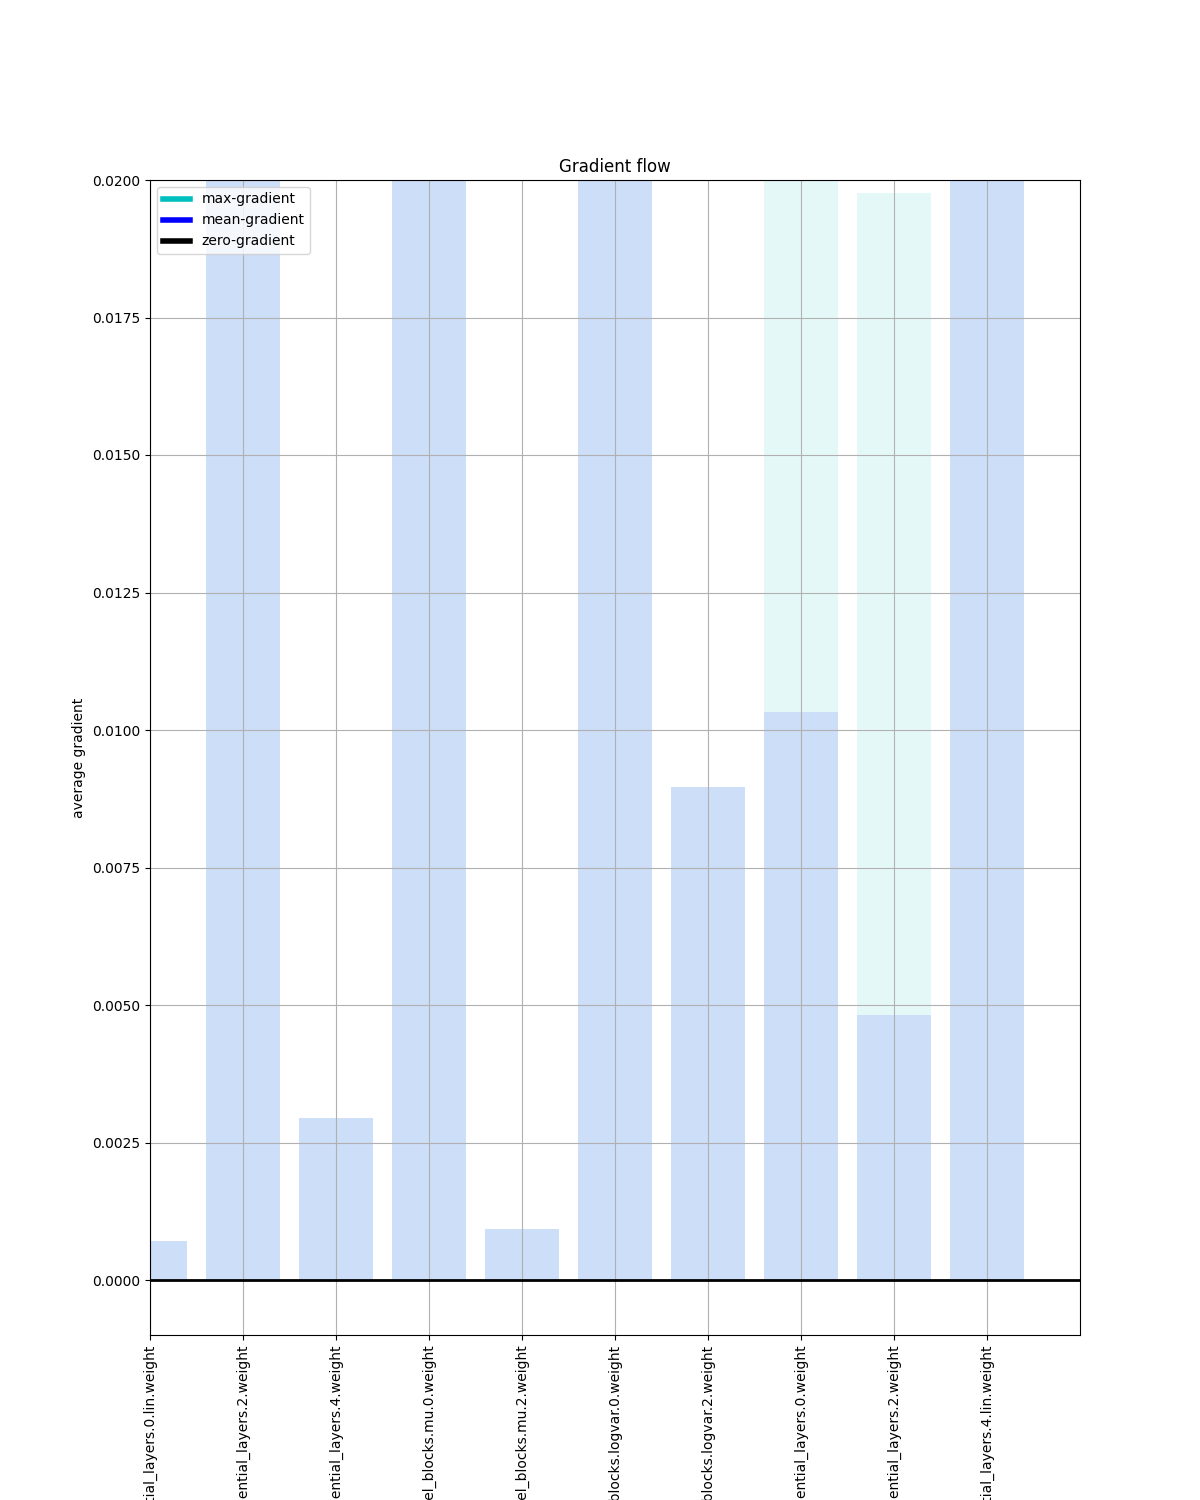 Gradient flow
max-gradient
mean-gradient
zero-gradient
0.0200
0.0175
0.0150
0.0125
0.0100
0.0075
0.0050
0.0025
0.0000
average gradient
tial_layers.0.lin.weight
ential_layers.2.weight
ential_layers.4.weight
el_blocks.mu.0.weight
el_blocks.mu.2.weight
blocks.logvar.0.weight
blocks.logvar.2.weight
ential_layers.0.weight
ential_layers.2.weight
tial_layers.4.lin.weight